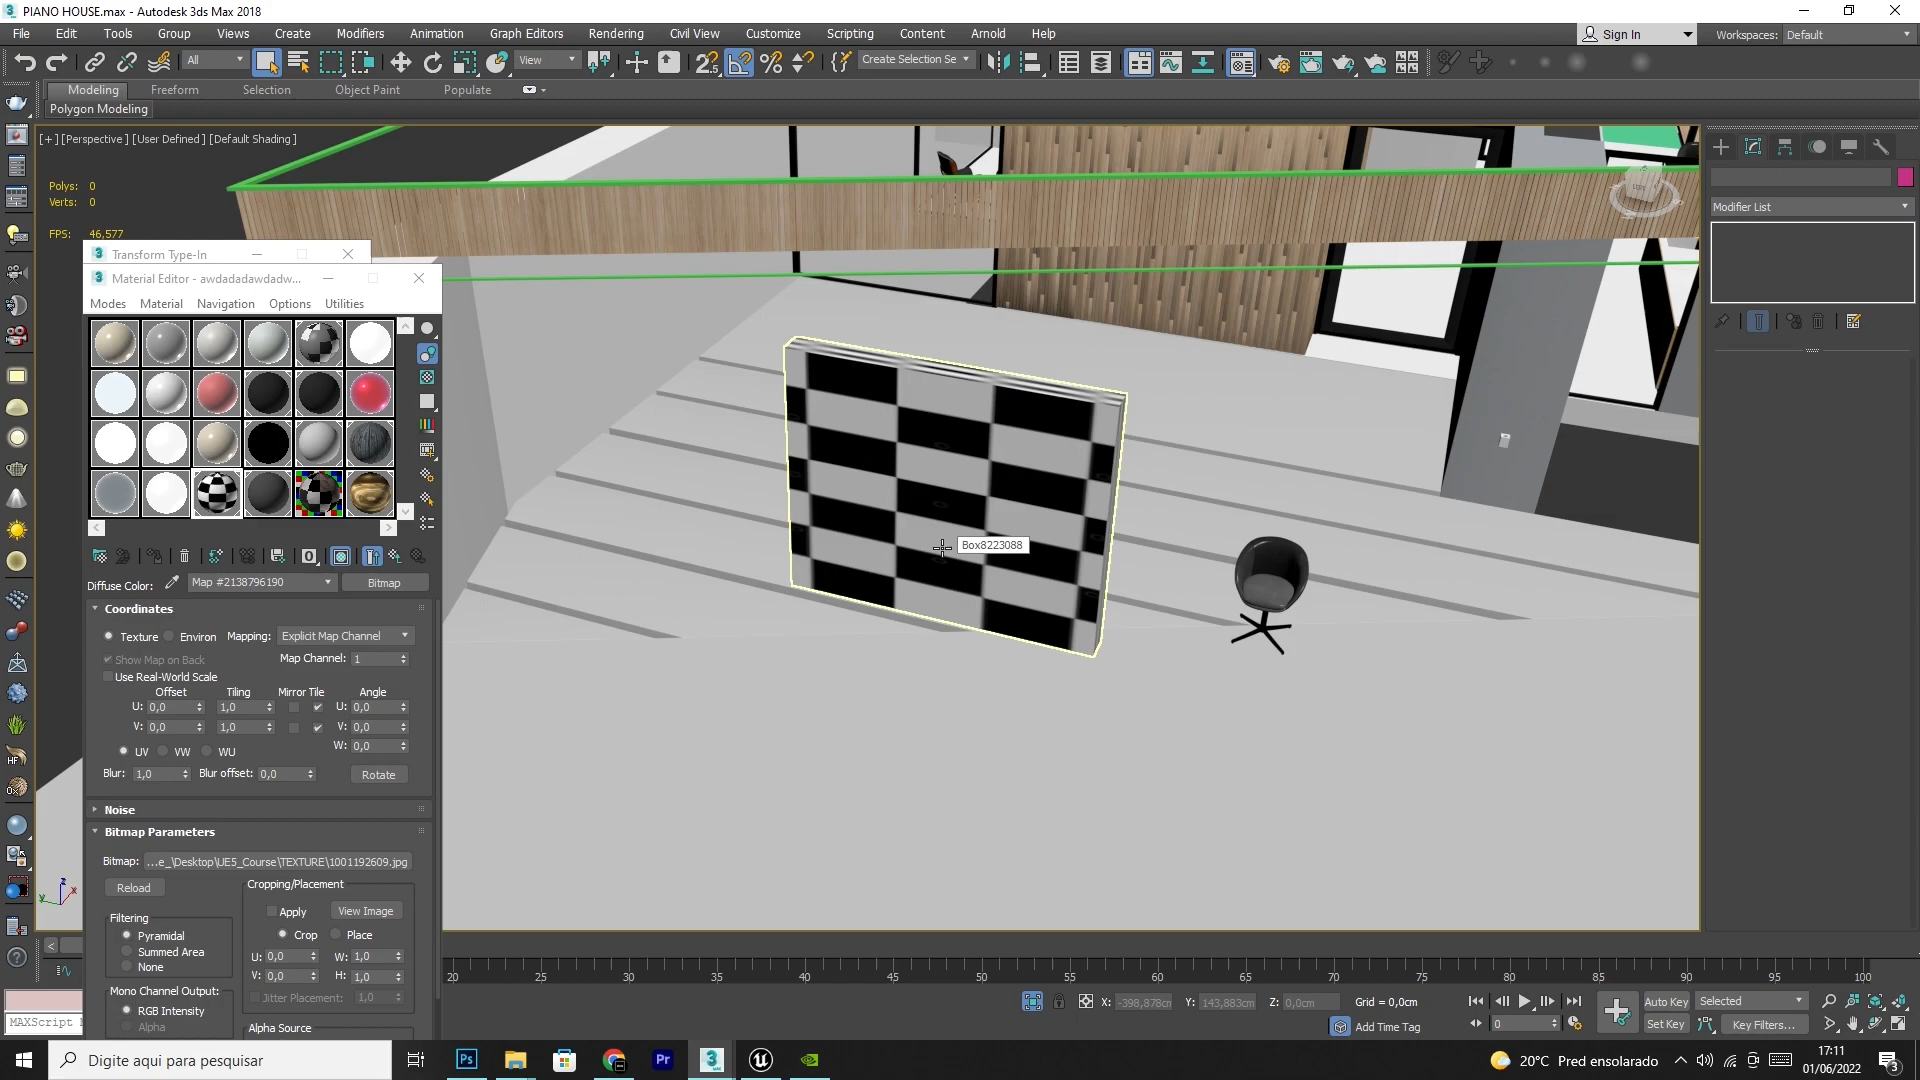 PIANO HOUSE.max - Autodesk 3ds Max 2018
File Edit Tools Group Views Create Modifiers Animation Graph Editors Rendering Civil View Customize Scripting Content Arnold Help
Sign In
Workspaces: Default
All
View
Create Selection Se
Modeling Freeform Selection Object Paint Populate
Polygon Modeling
[+] [Perspective] [User Defined] [Default Shading]
Polys: 0
Verts: 0
FPS: 46,577
Modifier List
Transform Type-In
Material Editor - awdadadawdadw...
Modes Material Navigation Options Utilities
Box8223088
Diffuse Color: Map #2138796190 Bitmap
Coordinates
Texture Environ Mapping: Explicit Map Channel
Show Map on Back Map Channel: 1
Use Real-World Scale
Offset Tiling Mirror Tile Angle
U: 0,0 1,0 U: 0,0
V: 0,0 1,0 V: 0,0
W: 0,0
UV VW WU
Blur: 1,0 Blur offset: 0,0 Rotate
Noise
Bitmap Parameters
Bitmap: ...e_\Desktop\UE5_Course\TEXTURE\1001192609.jpg
Reload
Cropping/Placement
Apply View Image
Crop Place
U: 0,0 W: 1,0
V: 0,0 H: 1,0
Jitter Placement: 1,0
Filtering
Pyramidal
Summed Area
None
Mono Channel Output:
RGB Intensity
Alpha
Alpha Source
20 25 30 35 40 45 50 55 60 65 70 75 80 85 90 95 100
MAXScript
X: -398,878cm Y: 143,883cm Z: 0,0cm Grid = 0,0cm
Add Time Tag
0
Auto Key Selected
Set Key Key Filters...
Digite aqui para pesquisar
20°C Pred ensolarado
17:11
01/06/2022
3